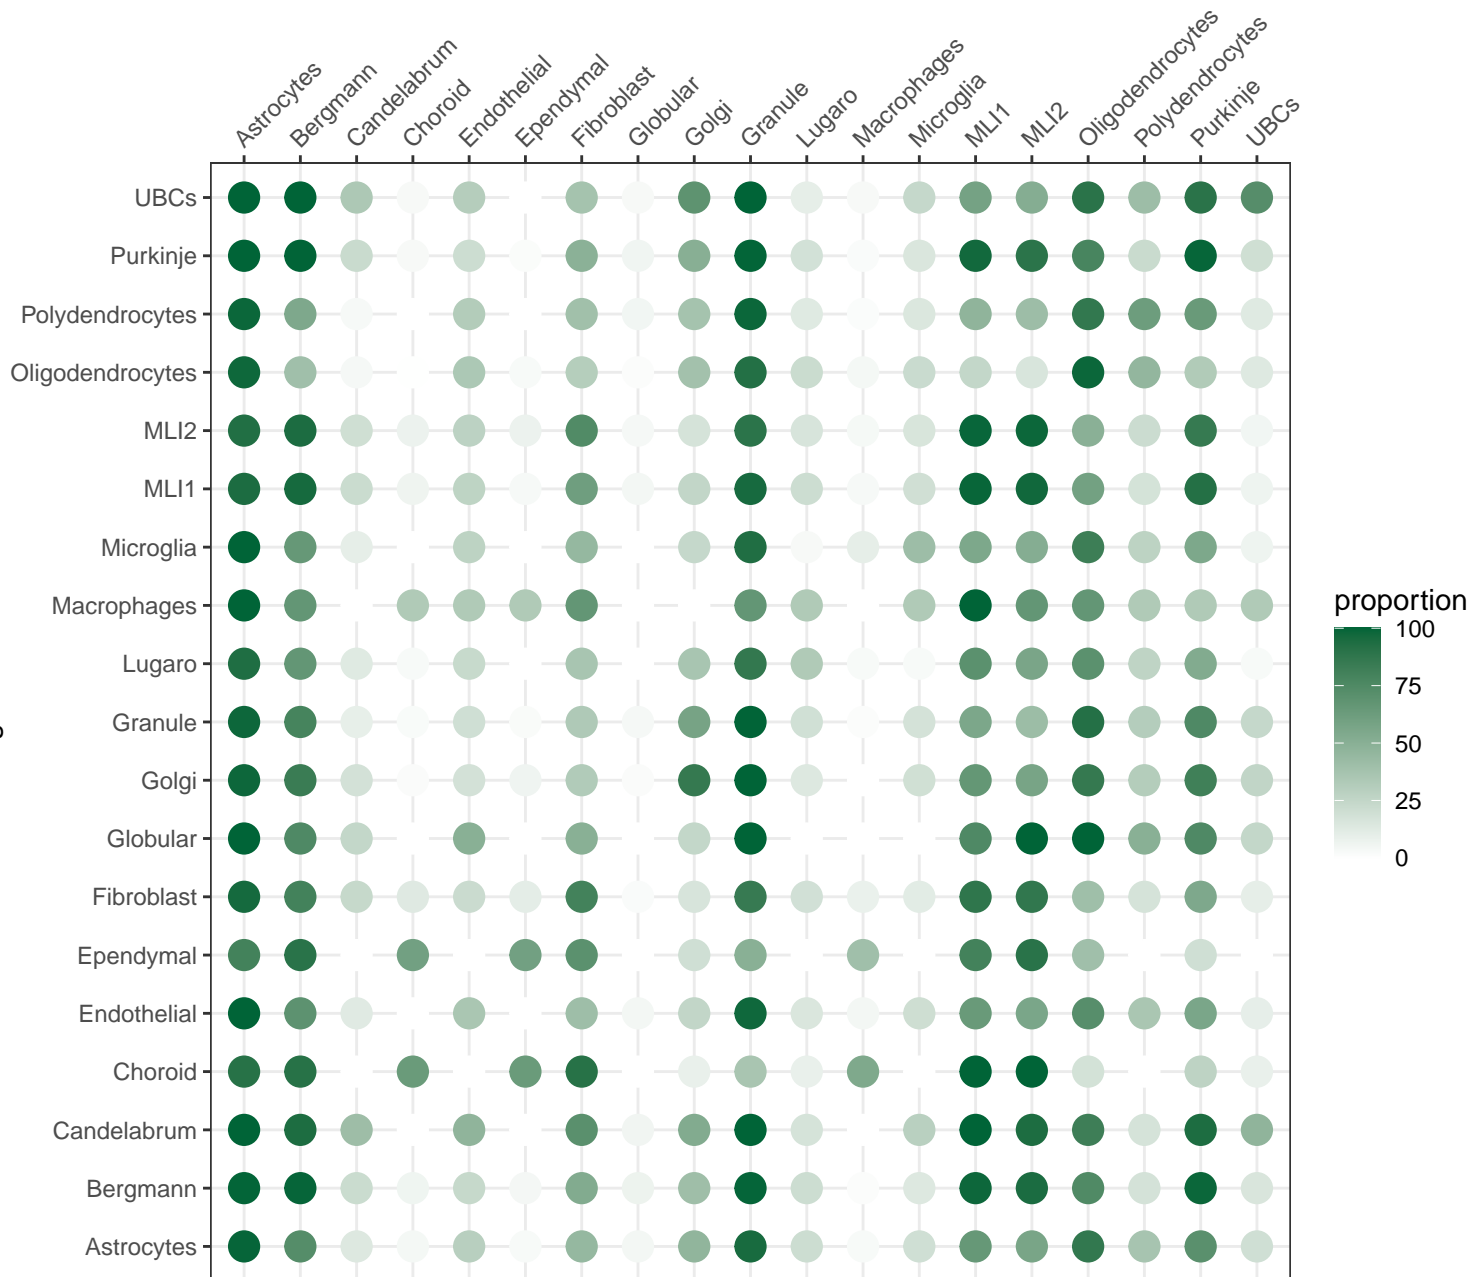 Astrocytes
Bergmann
Candelabrum
Choroid
Endothelial
Ependymal
Fibroblast
Globular
Golgi
Granule
Lugaro
Macrophages
Microglia
MLI1
MLI2
Oligodendrocytes
Polydendrocytes
Purkinje
UBCs
UBCs
Purkinje
Polydendrocytes
Oligodendrocytes
MLI2
MLI1
Microglia
Macrophages
Lugaro
Granule
Golgi
Globular
Fibroblast
Ependymal
Endothelial
Choroid
Candelabrum
Bergmann
Astrocytes
proportion
100
75
50
25
0